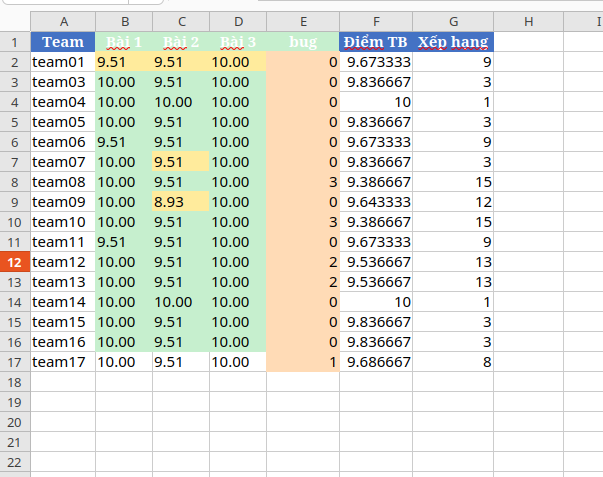 A B C D E F G H I
1 Team Bài 1 Bài 2 Bài 3 bug Điểm TB Xếp hạng
2 team01 9.51 9.51 10.00 0 9.673333 9
3 team03 10.00 9.51 10.00 0 9.836667 3
4 team04 10.00 10.00 10.00 0 10 1
5 team05 10.00 9.51 10.00 0 9.836667 3
6 team06 9.51 9.51 10.00 0 9.673333 9
7 team07 10.00 9.51 10.00 0 9.836667 3
8 team08 10.00 9.51 10.00 3 9.386667 15
9 team09 10.00 8.93 10.00 0 9.643333 12
10 team10 10.00 9.51 10.00 3 9.386667 15
11 team11 9.51 9.51 10.00 0 9.673333 9
12 team12 10.00 9.51 10.00 2 9.536667 13
13 team13 10.00 9.51 10.00 2 9.536667 13
14 team14 10.00 10.00 10.00 0 10 1
15 team15 10.00 9.51 10.00 0 9.836667 3
16 team16 10.00 9.51 10.00 0 9.836667 3
17 team17 10.00 9.51 10.00 1 9.686667 8
18
19
20
21
22